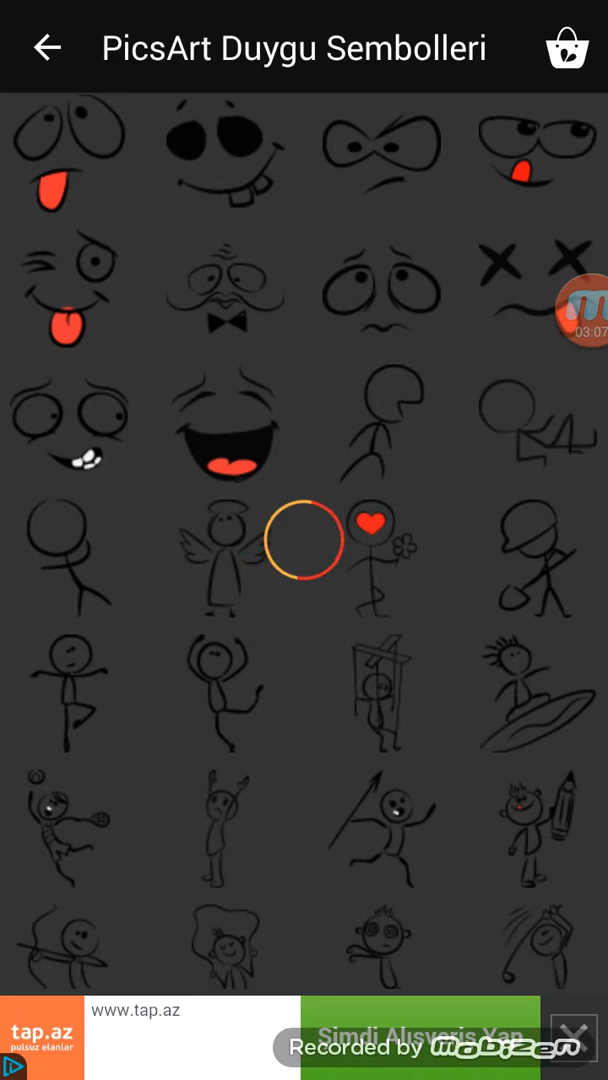 PicsArt Duygu Sembolleri
03:07
www.tap.az
tap.az
pulsuz elanlar
Şimdi Alışveriş Yap
Recorded by mobizen